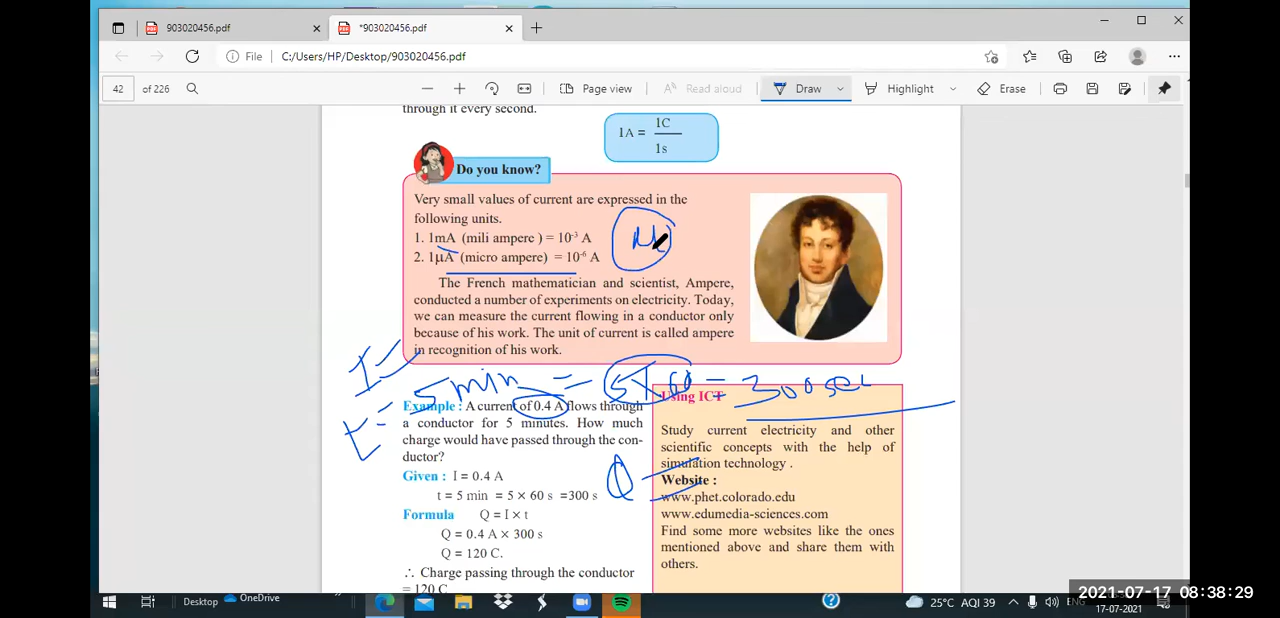 903020456.pdf
*903020456.pdf
File C:/Users/HP/Desktop/903020456.pdf
42 of 226 Page view Read aloud Draw Highlight Erase
through it every second.
1A = 1C
1s
Do you know?
Very small values of current are expressed in the
following units.
1. 1mA (mili ampere ) = 10⁻³ A
2. 1μA (micro ampere) = 10⁻⁶ A
The French mathematician and scientist, Ampere,
conducted a number of experiments on electricity. Today,
we can measure the current flowing in a conductor only
because of his work. The unit of current is called ampere
in recognition of his work.
I =
5 min = 5 X 60 = 300 sec
t =
Example : A current of 0.4 A flows through
a conductor for 5 minutes. How much
charge would have passed through the con-
ductor?
Given : I = 0.4 A
t = 5 min = 5 × 60 s =300 s
Formula Q = I × t
Q = 0.4 A × 300 s
Q = 120 C.
∴ Charge passing through the conductor
= 120 C
Q =
Using ICT
Study current electricity and other
scientific concepts with the help of
simulation technology .
Website :
www.phet.colorado.edu
www.edumedia-sciences.com
Find some more websites like the ones
mentioned above and share them with
others.
Desktop OneDrive 25°C AQI 39 ENG
2021-07-17 08:38:29
17-07-2021